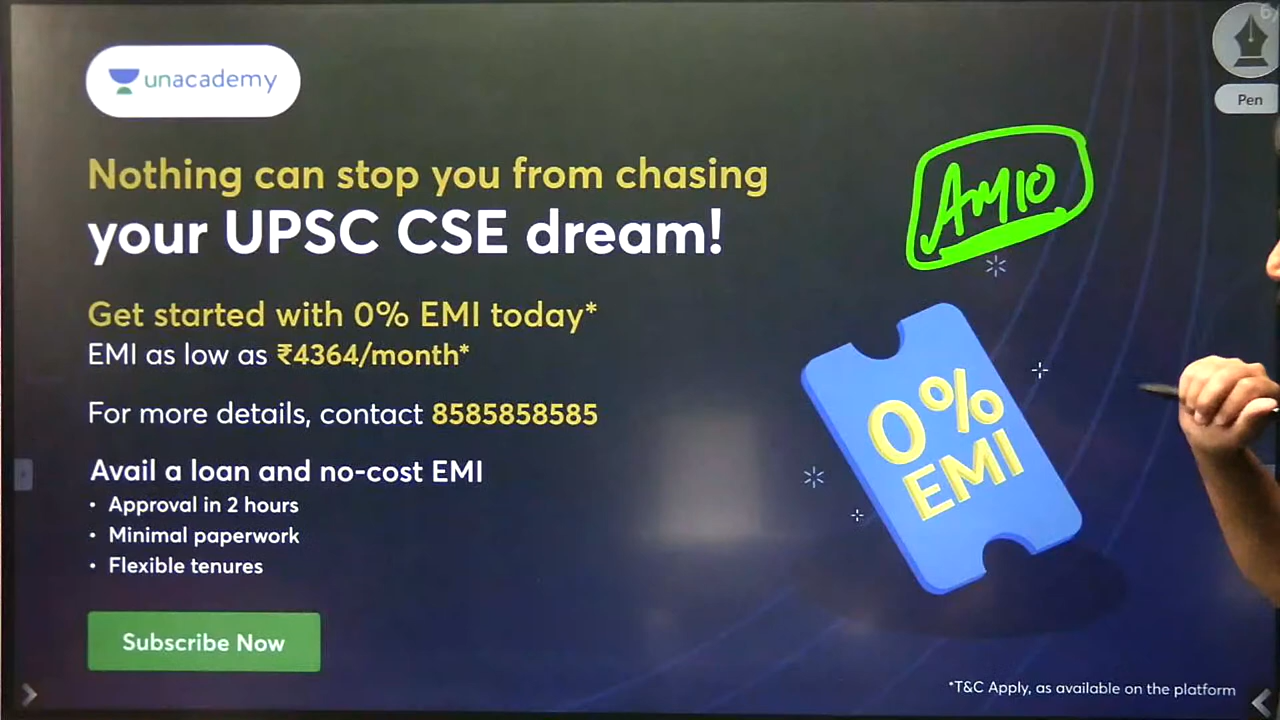 unacademy
Pen
Nothing can stop you from chasing
your UPSC CSE dream!
AM10
Get started with 0% EMI today*
EMI as low as ₹4364/month*
For more details, contact 8585858585
0%
EMI
Avail a loan and no-cost EMI
• Approval in 2 hours
• Minimal paperwork
• Flexible tenures
Subscribe Now
*T&C Apply, as available on the platform